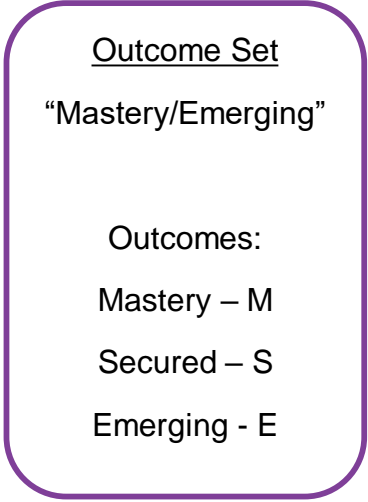 Outcome Set
“Mastery/Emerging”
Outcomes:
Mastery – M
Secured – S
Emerging - E